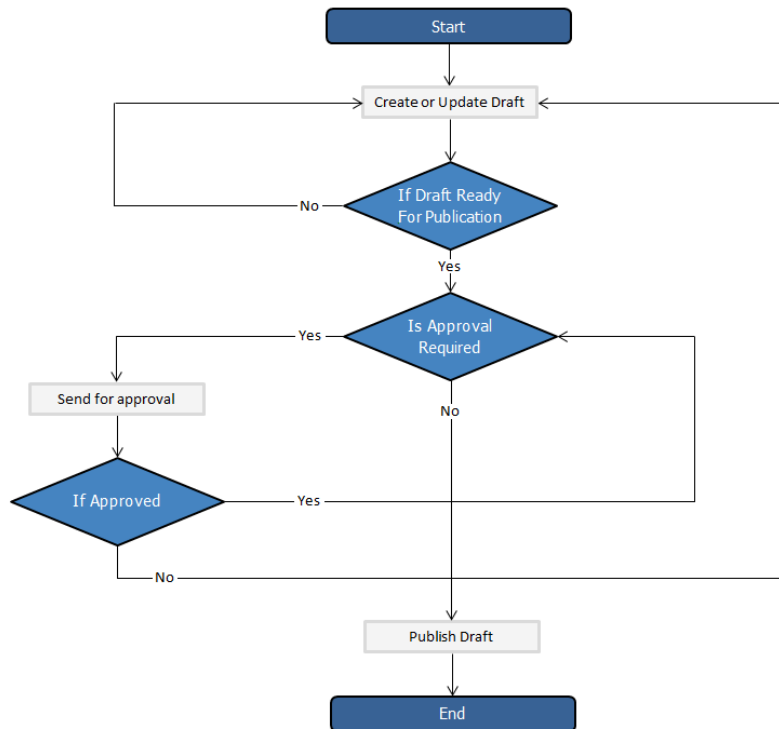 Start
Create or Update Draft
If Draft Ready
For Publication
No
Yes
Is Approval
Required
Yes
Send for approval
No
If Approved
Yes
No
Publish Draft
End